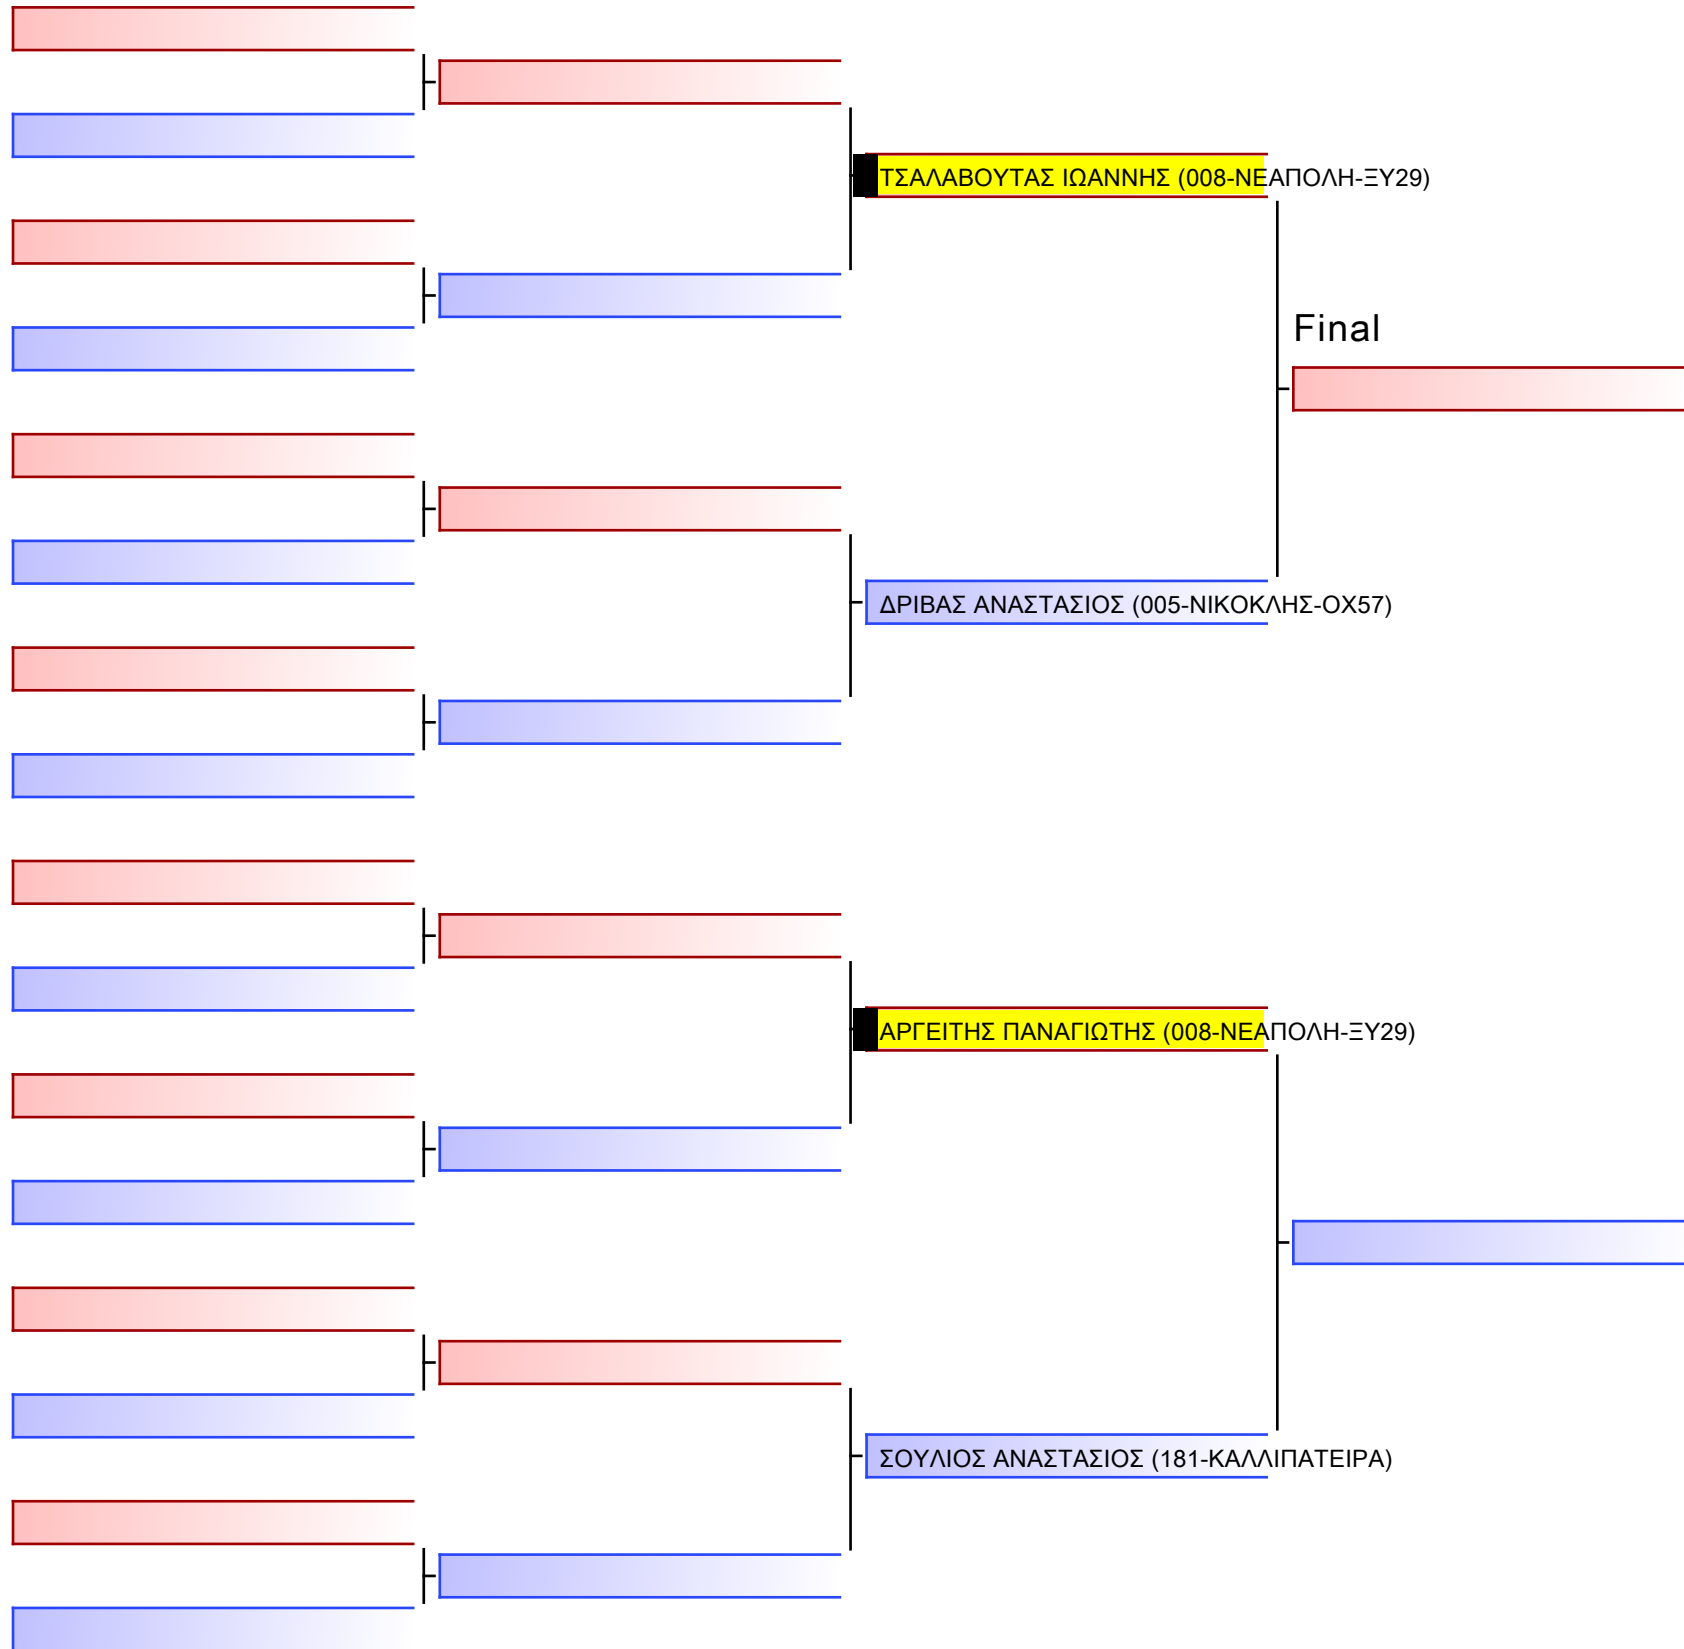 ΤΣΑΛΑΒΟΥΤΑΣ ΙΩΑΝΝΗΣ (008-ΝΕΑΠΟΛΗ-ΞΥ29)
Final
ΔΡΙΒΑΣ ΑΝΑΣΤΑΣΙΟΣ (005-ΝΙΚΟΚΛΗΣ-ΟΧ57)
ΑΡΓΕΙΤΗΣ ΠΑΝΑΓΙΩΤΗΣ (008-ΝΕΑΠΟΛΗ-ΞΥ29)
ΣΟΥΛΙΟΣ ΑΝΑΣΤΑΣΙΟΣ (181-ΚΑΛΛΙΠΑΤΕΙΡΑ)